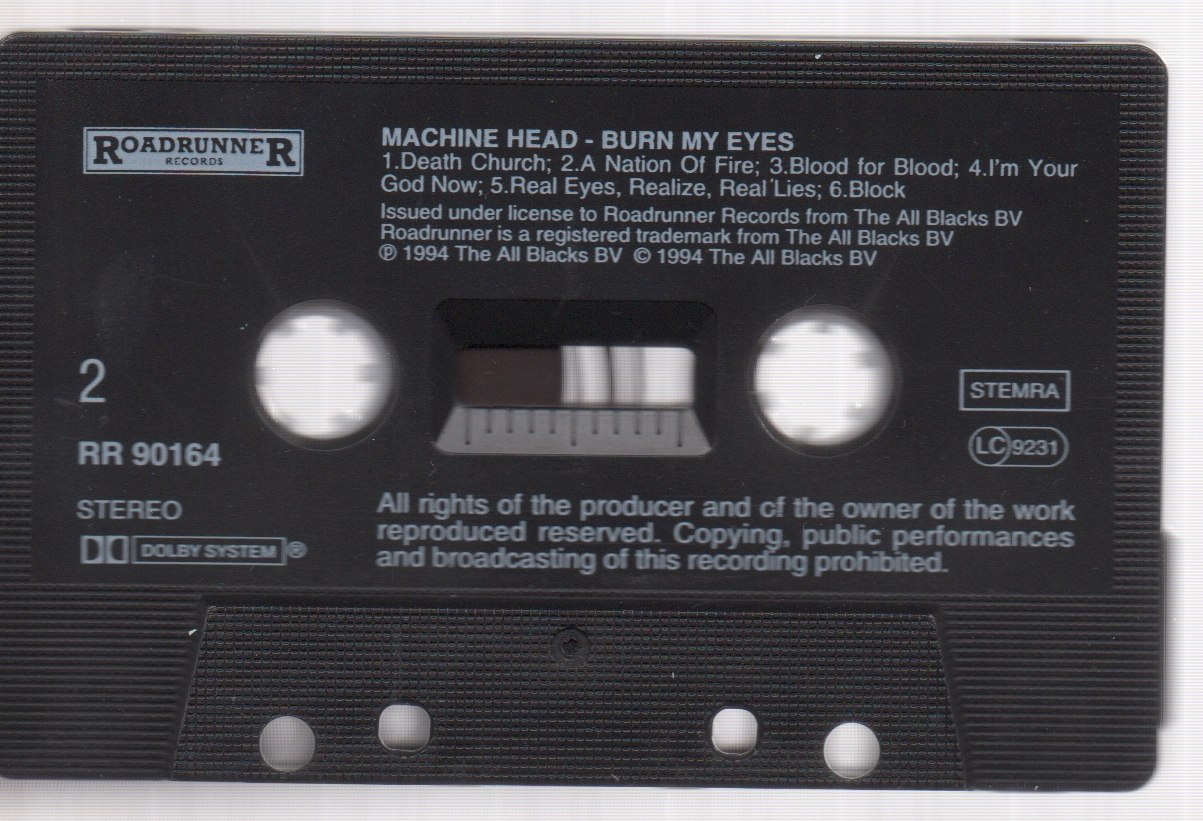 ROADRUNNER
RECORDS
MACHINE HEAD - BURN MY EYES
1.Death Church; 2.A Nation Of Fire; 3.Blood for Blood; 4.I'm Your
God Now; 5.Real Eyes, Realize, Real Lies; 6.Block
Issued under license to Roadrunner Records from The All Blacks BV
Roadrunner is a registered trademark from The All Blacks BV
℗ 1994 The All Blacks BV © 1994 The All Blacks BV
2
RR 90164
STEREO
DOLBY SYSTEM ®
STEMRA
LC 9231
All rights of the producer and of the owner of the work
reproduced reserved. Copying, public performances
and broadcasting of this recording prohibited.